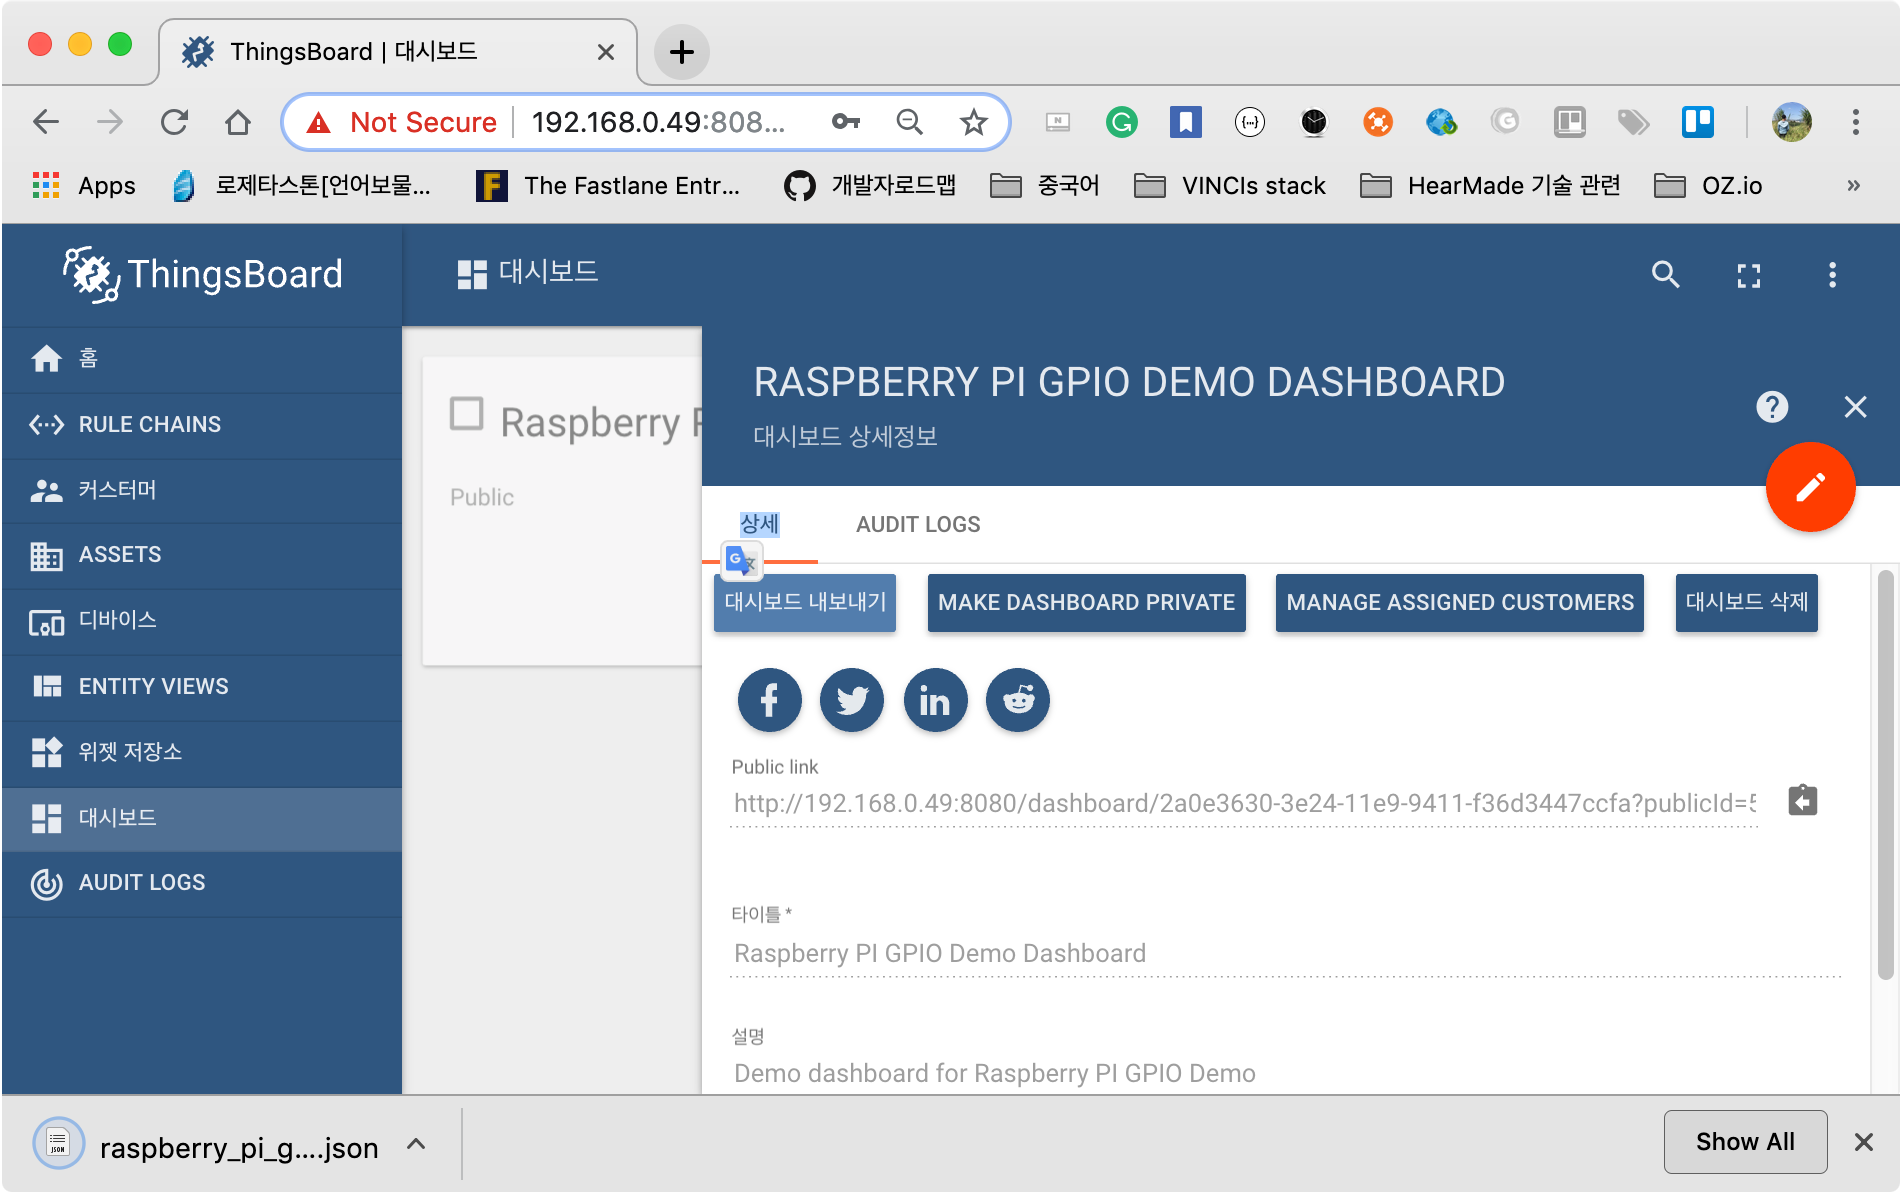 ThingsBoard | 대시보드
Not Secure
192.168.0.49:808...
Apps
로제타스톤[언어보물...
The Fastlane Entr...
개발자로드맵
중국어
VINCIs stack
HearMade 기술 관련
OZ.io
»
ThingsBoard
대시보드
홈
RULE CHAINS
커스터머
ASSETS
디바이스
ENTITY VIEWS
위젯 저장소
대시보드
AUDIT LOGS
Raspberry P
Public
RASPBERRY PI GPIO DEMO DASHBOARD
대시보드 상세정보
상세
AUDIT LOGS
대시보드 내보내기
MAKE DASHBOARD PRIVATE
MANAGE ASSIGNED CUSTOMERS
대시보드 삭제
Public link
http://192.168.0.49:8080/dashboard/2a0e3630-3e24-11e9-9411-f36d3447ccfa?publicId=5
타이틀 *
Raspberry PI GPIO Demo Dashboard
설명
Demo dashboard for Raspberry PI GPIO Demo
JSON
raspberry_pi_g....json
Show All